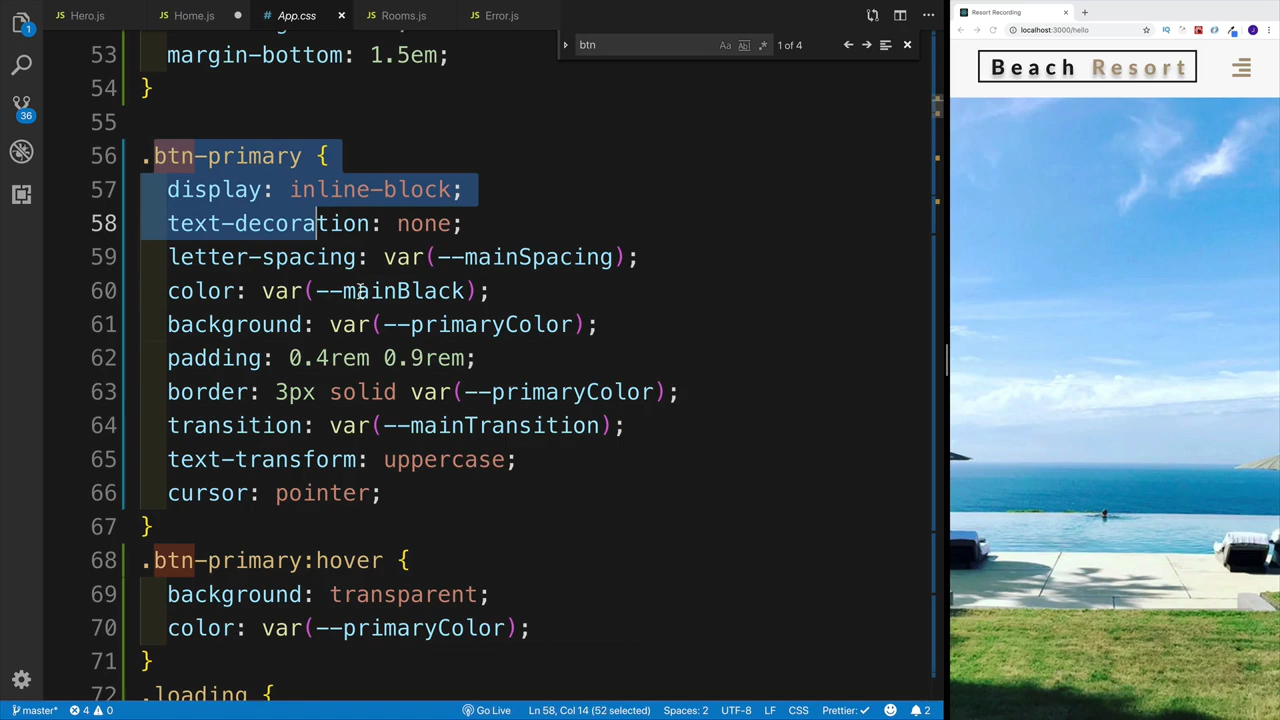 Hero.js
Home.js
App.css
Rooms.js
Error.js
btn
Aa
Ab
1 of 4
53
margin-bottom: 1.5em;
54
}
55
56
.btn-primary {
57
display: inline-block;
58
text-decoration: none;
59
letter-spacing: var(--mainSpacing);
60
color: var(--mainBlack);
61
background: var(--primaryColor);
62
padding: 0.4rem 0.9rem;
63
border: 3px solid var(--primaryColor);
64
transition: var(--mainTransition);
65
text-transform: uppercase;
66
cursor: pointer;
67
}
68
.btn-primary:hover {
69
background: transparent;
70
color: var(--primaryColor);
71
}
72
.loading {
1
36
master*
4
0
Go Live
Ln 58, Col 14 (52 selected)
Spaces: 2
UTF-8
LF
CSS
Prettier:
2
Resort Recording
localhost:3000/hello
Beach Resort